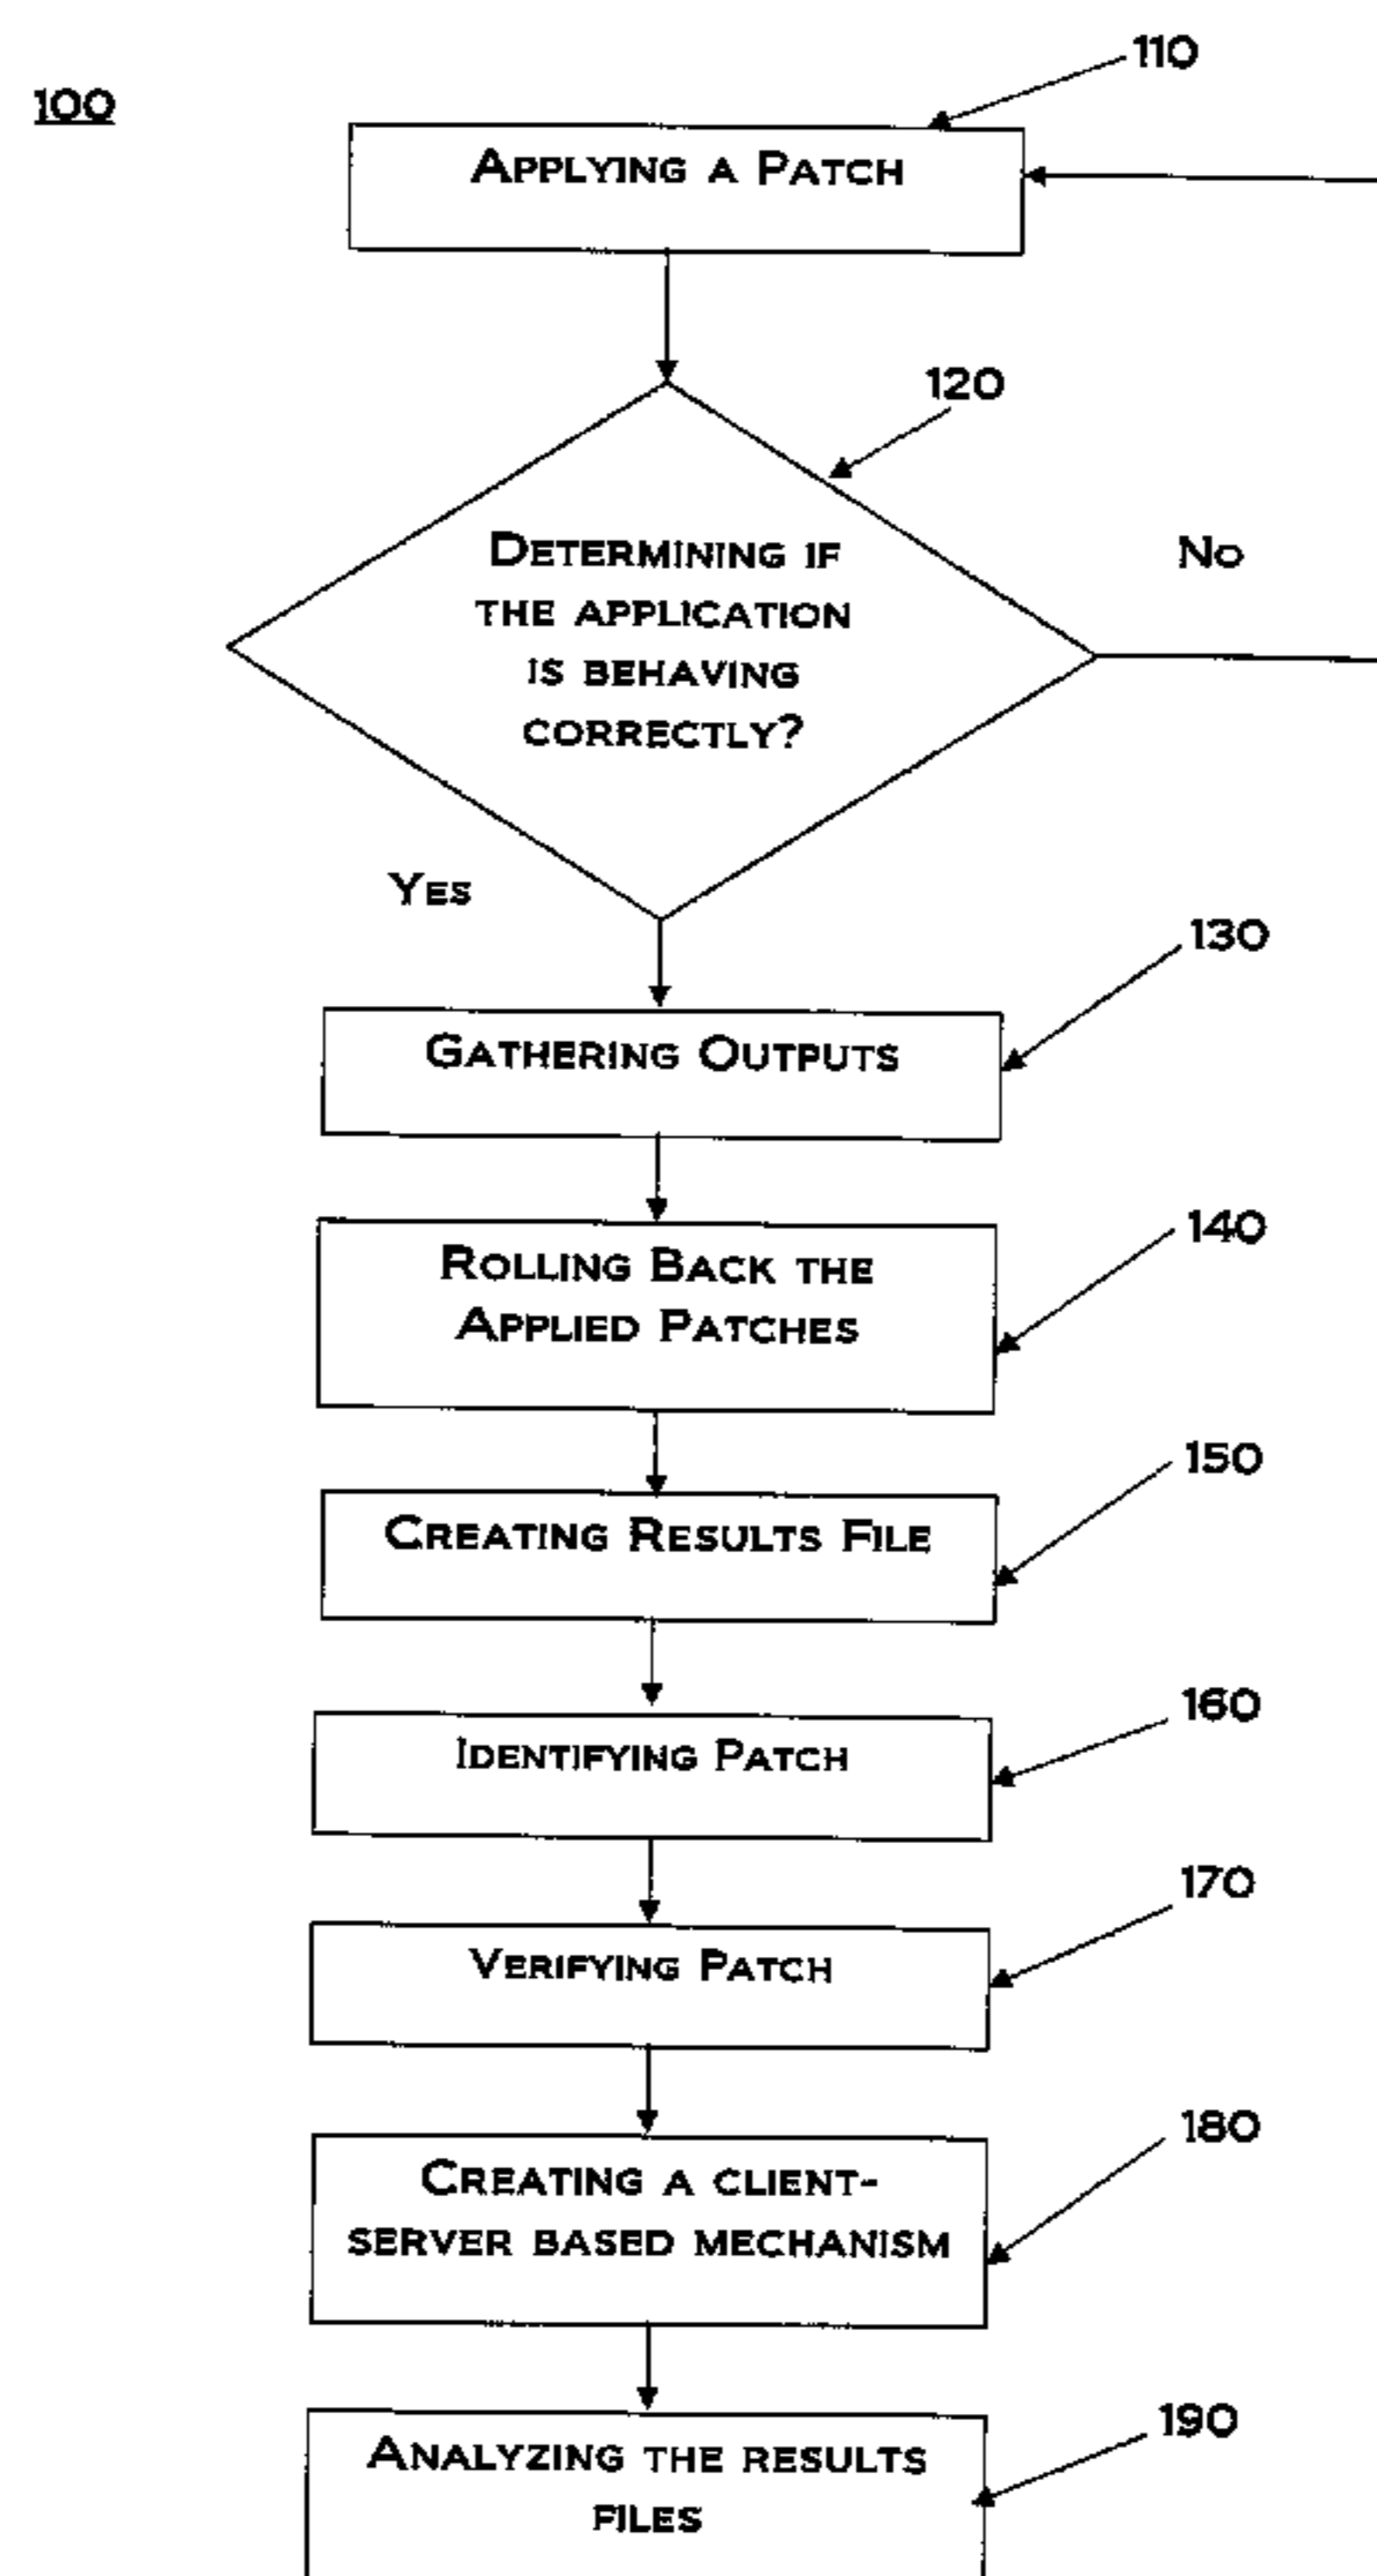 110
100
Applying a Patch
120
Determining if
the application
is behaving
correctly?
No
Yes
130
Gathering Outputs
140
Rolling Back the
Applied Patches
150
Creating Results File
160
Identifying Patch
170
Verifying Patch
180
Creating a client-
server based mechanism
190
Analyzing the results
files